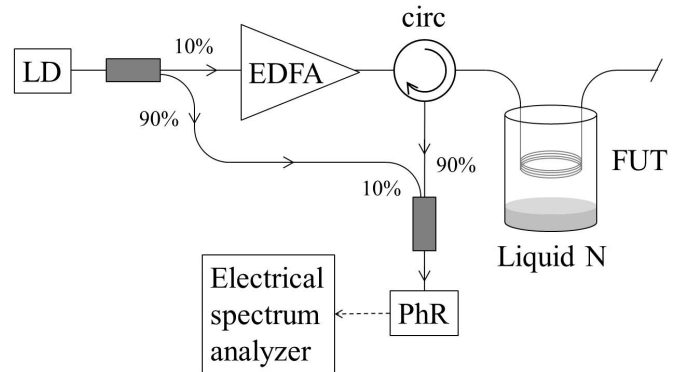 circ
10%
LD
EDFA
90%
90%
10%
FUT
Liquid N
Electrical
spectrum
analyzer
PhR